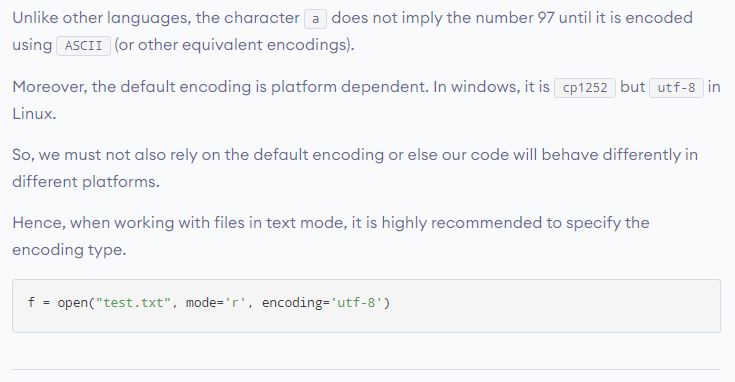 Unlike other languages, the character a does not imply the number 97 until it is encoded
using ASCII (or other equivalent encodings).
Moreover, the default encoding is platform dependent. In windows, it is cp1252 but utf-8 in
Linux.
So, we must not also rely on the default encoding or else our code will behave differently in
different platforms.
Hence, when working with files in text mode, it is highly recommended to specify the
encoding type.
f = open("test.txt", mode='r', encoding='utf-8')